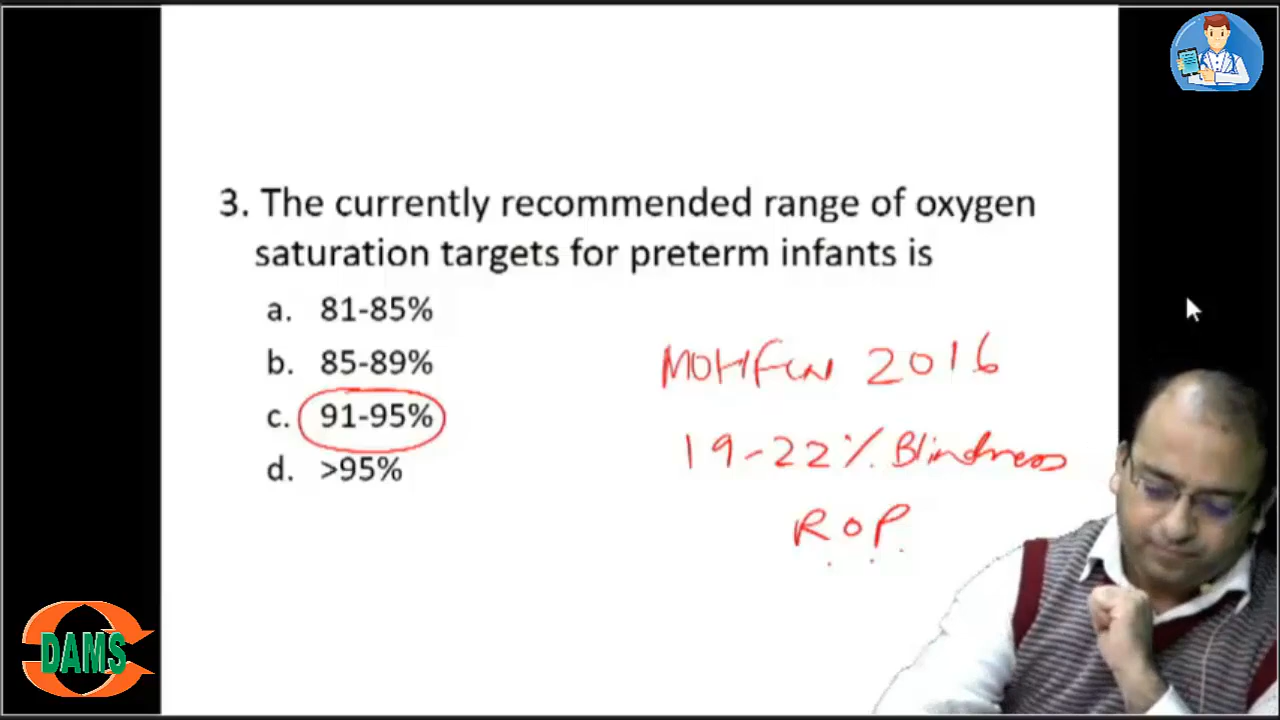 3. The currently recommended range of oxygen
saturation targets for preterm infants is
a. 81-85%
b. 85-89%
c. 91-95%
d. >95%
MOHFW 2016
19-22% Blindness
ROP
DAMS